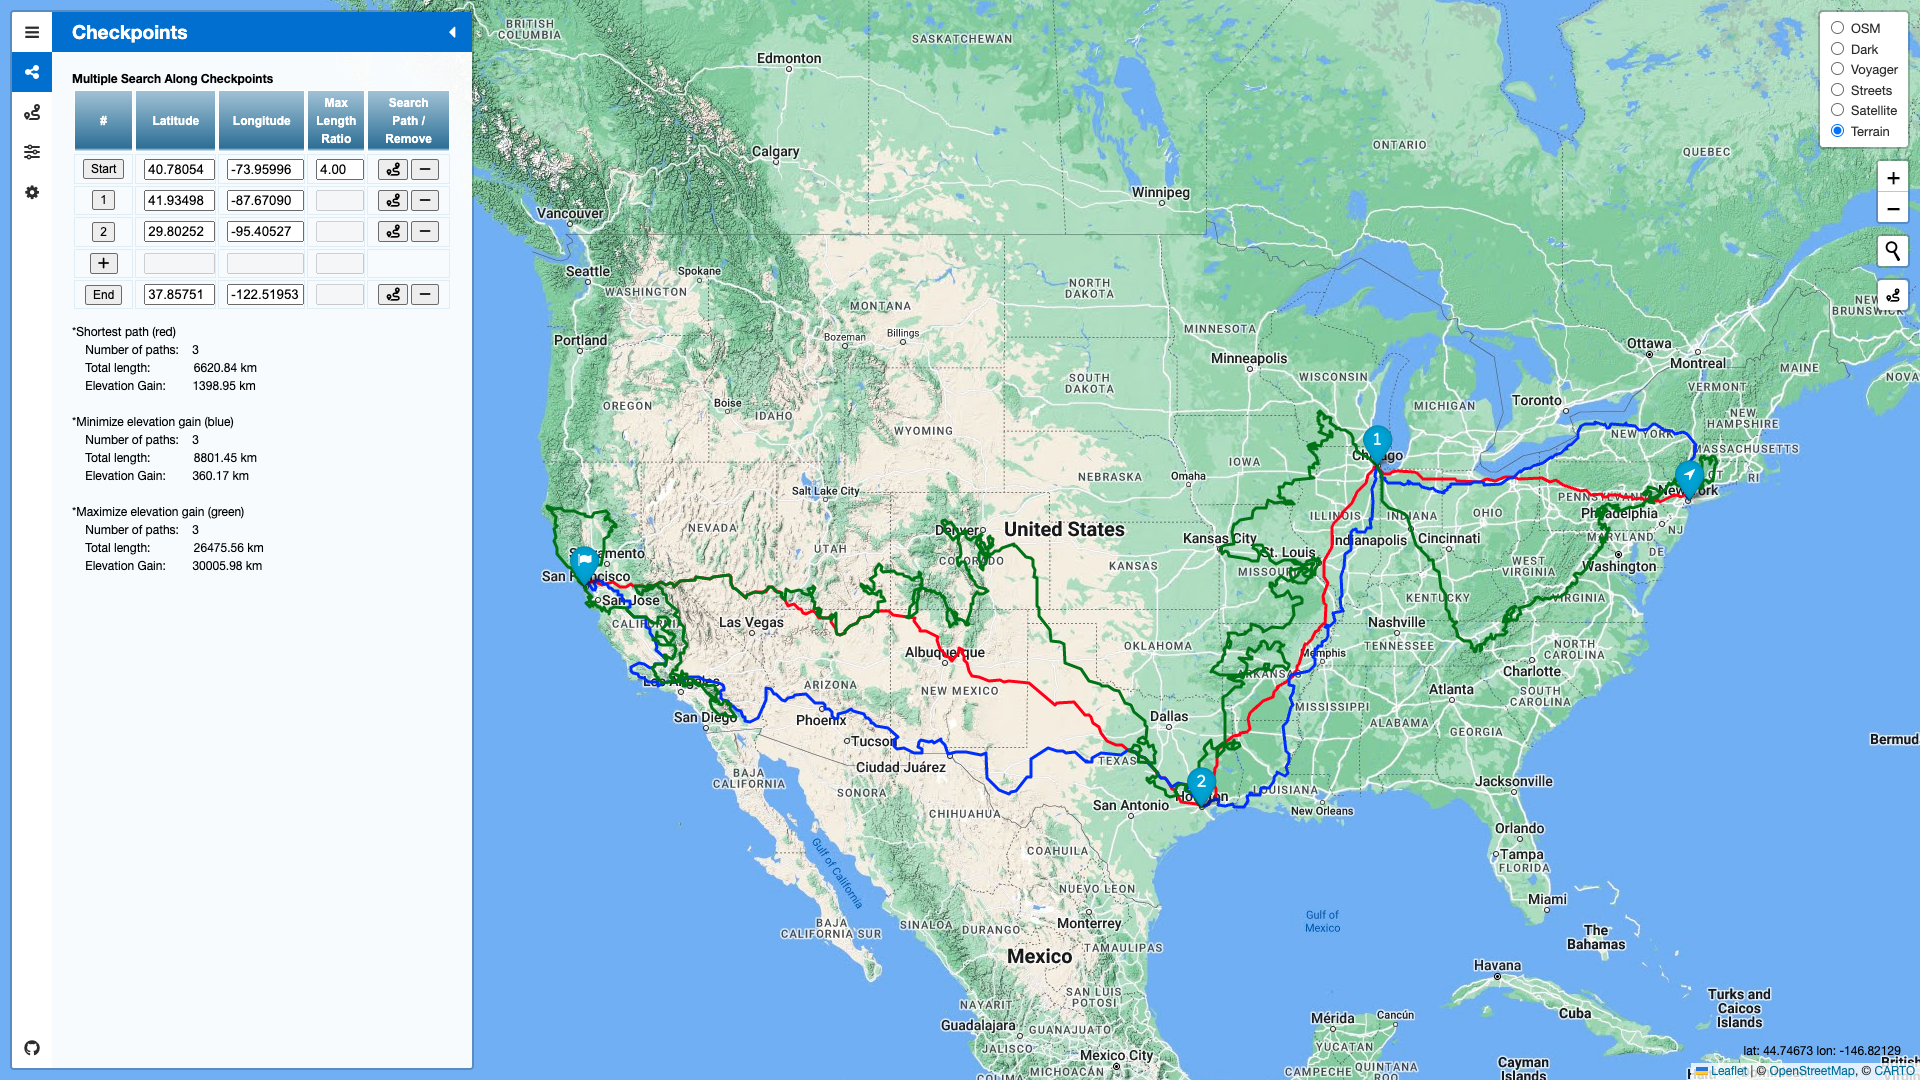 Checkpoints
Multiple Search Along Checkpoints
# Latitude Longitude Max Length Ratio Search Path / Remove
Start 40.78054 -73.95996 4.00 −
1 41.93498 -87.67090 −
2 29.80252 -95.40527 −
+
End 37.85751 -122.51953 −
*Shortest path (red)
Number of paths: 3
Total length: 6620.84 km
Elevation Gain: 1398.95 km
*Minimize elevation gain (blue)
Number of paths: 3
Total length: 8801.45 km
Elevation Gain: 360.17 km
*Maximize elevation gain (green)
Number of paths: 3
Total length: 26475.56 km
Elevation Gain: 30005.98 km
OSM
Dark
Voyager
Streets
Satellite
Terrain
+
−
BRITISH COLUMBIA
SASKATCHEWAN
Edmonton
Calgary
ONTARIO
QUEBEC
Winnipeg
Vancouver
Seattle
Spokane
WASHINGTON
NORTH DAKOTA
MONTANA
NEW BRUNSWICK
Portland
Bozeman
Billings
MINNESOTA
Minneapolis
Ottawa
Montreal
MAINE
NOVA
SOUTH DAKOTA
WISCONSIN
VERMONT
OREGON
Boise
IDAHO
MICHIGAN
Toronto
NEW HAMPSHIRE
WYOMING
NEW YORK
1
Chicago
MASSACHUSETTS
IOWA
NEBRASKA
Omaha
CT
RI
Salt Lake City
PENNSYLVANIA
New York
NEVADA
Denver
United States
ILLINOIS
INDIANA
OHIO
Philadelphia
NJ
UTAH
COLORADO
Kansas City
St. Louis
Indianapolis
Cincinnati
MARYLAND
DE
Sacramento
San Francisco
KANSAS
MISSOURI
WEST VIRGINIA
Washington
San Jose
KENTUCKY
VIRGINIA
CALIFORNIA
Las Vegas
Nashville
Albuquerque
OKLAHOMA
Memphis
TENNESSEE
NORTH CAROLINA
Los Angeles
ARIZONA
NEW MEXICO
ARKANSAS
Charlotte
Atlanta
SOUTH CAROLINA
San Diego
Phoenix
Dallas
MISSISSIPPI
ALABAMA
GEORGIA
Tucson
Bermud
Ciudad Juárez
TEXAS
BAJA CALIFORNIA
SONORA
2
Houston
LOUISIANA
Jacksonville
San Antonio
New Orleans
CHIHUAHUA
Orlando
Gulf of California
COAHUILA
Tampa
FLORIDA
NUEVO LEON
Miami
BAJA CALIFORNIA SUR
SINALOA
DURANGO
Monterrey
Gulf of Mexico
The Bahamas
Mexico
TAMAULIPAS
Havana
NAYARIT
SAN LUIS POTOSI
Turks and Caicos Islands
Guadalajara
GUANAJUATO
Mérida
Cancún
Cuba
JALISCO
Mexico City
YUCATAN
COLIMA
MICHOACÁN
CAMPECHE
QUINTANA ROO
Cayman Islands
British
lat: 44.74673 lon: -146.82129
Leaflet | © OpenStreetMap, © CARTO